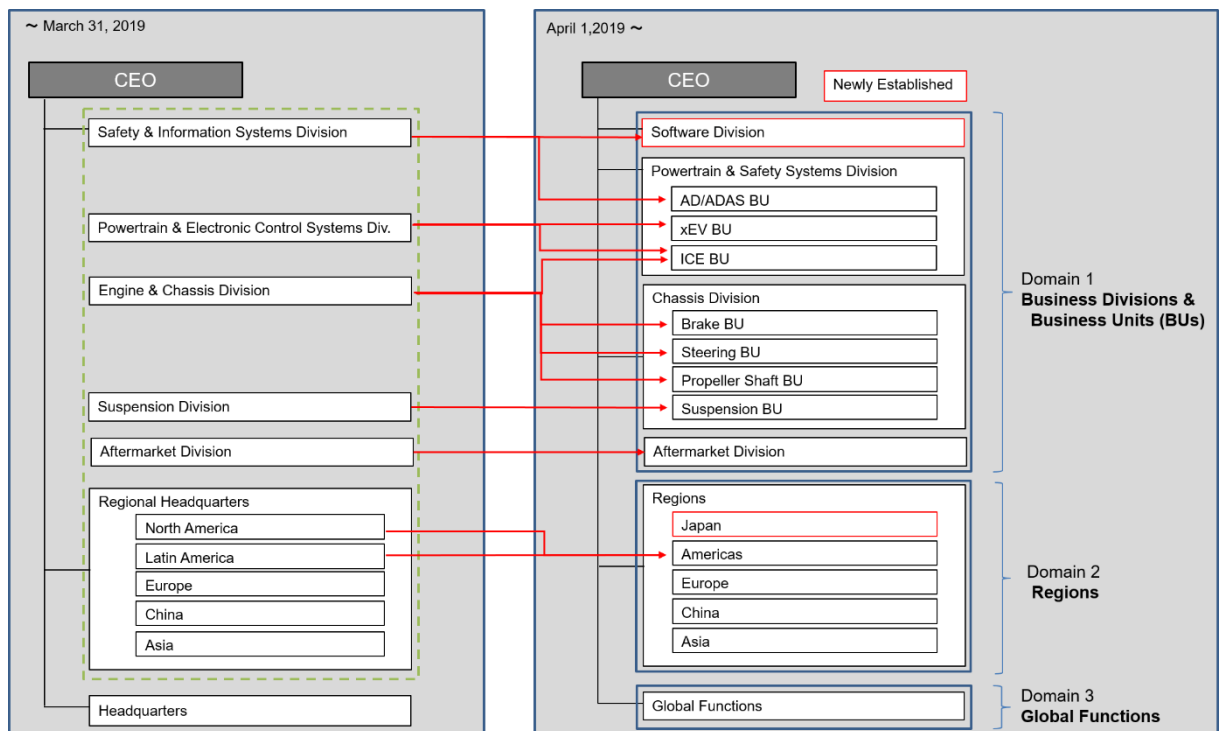 ～ March 31, 2019
CEO
Safety & Information Systems Division
Powertrain & Electronic Control Systems Div.
Engine & Chassis Division
Suspension Division
Aftermarket Division
Regional Headquarters
North America
Latin America
Europe
China
Asia
Headquarters
April 1,2019 ～
CEO
Newly Established
Software Division
Powertrain & Safety Systems Division
AD/ADAS BU
xEV BU
ICE BU
Chassis Division
Brake BU
Steering BU
Propeller Shaft BU
Suspension BU
Aftermarket Division
Regions
Japan
Americas
Europe
China
Asia
Global Functions
Domain 1
Business Divisions &
Business Units (BUs)
Domain 2
Regions
Domain 3
Global Functions